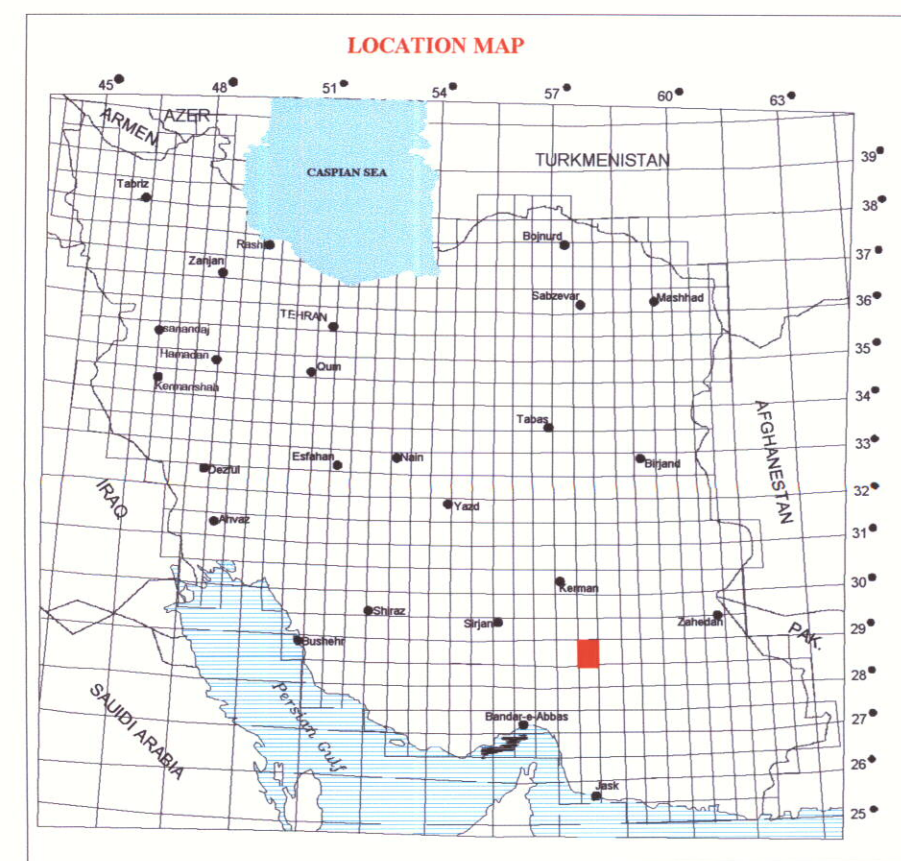 LOCATION MAP
45° 48° 51° 54° 57° 60° 63°
ARMEN
AZER
CASPIAN SEA
TURKMENISTAN
39°
Tabriz
38°
Rasht
Bojnurd
37°
Zanjan
Sabzevar
Mashhad
36°
TEHRAN
sanandaj
35°
Hamadan
Qum
Kermanshah
34°
Tabas
AFGHANESTAN
33°
Esfahan
Nain
Birjand
Dezful
32°
IRAQ
Yazd
Ahvaz
31°
30°
Kerman
Shiraz
Sirjan
Zahedan
29°
Bushehr
PAK.
28°
SAUIDI ARABIA
Persian Gulf
Bandar-e-Abbas
27°
26°
Jask
25°